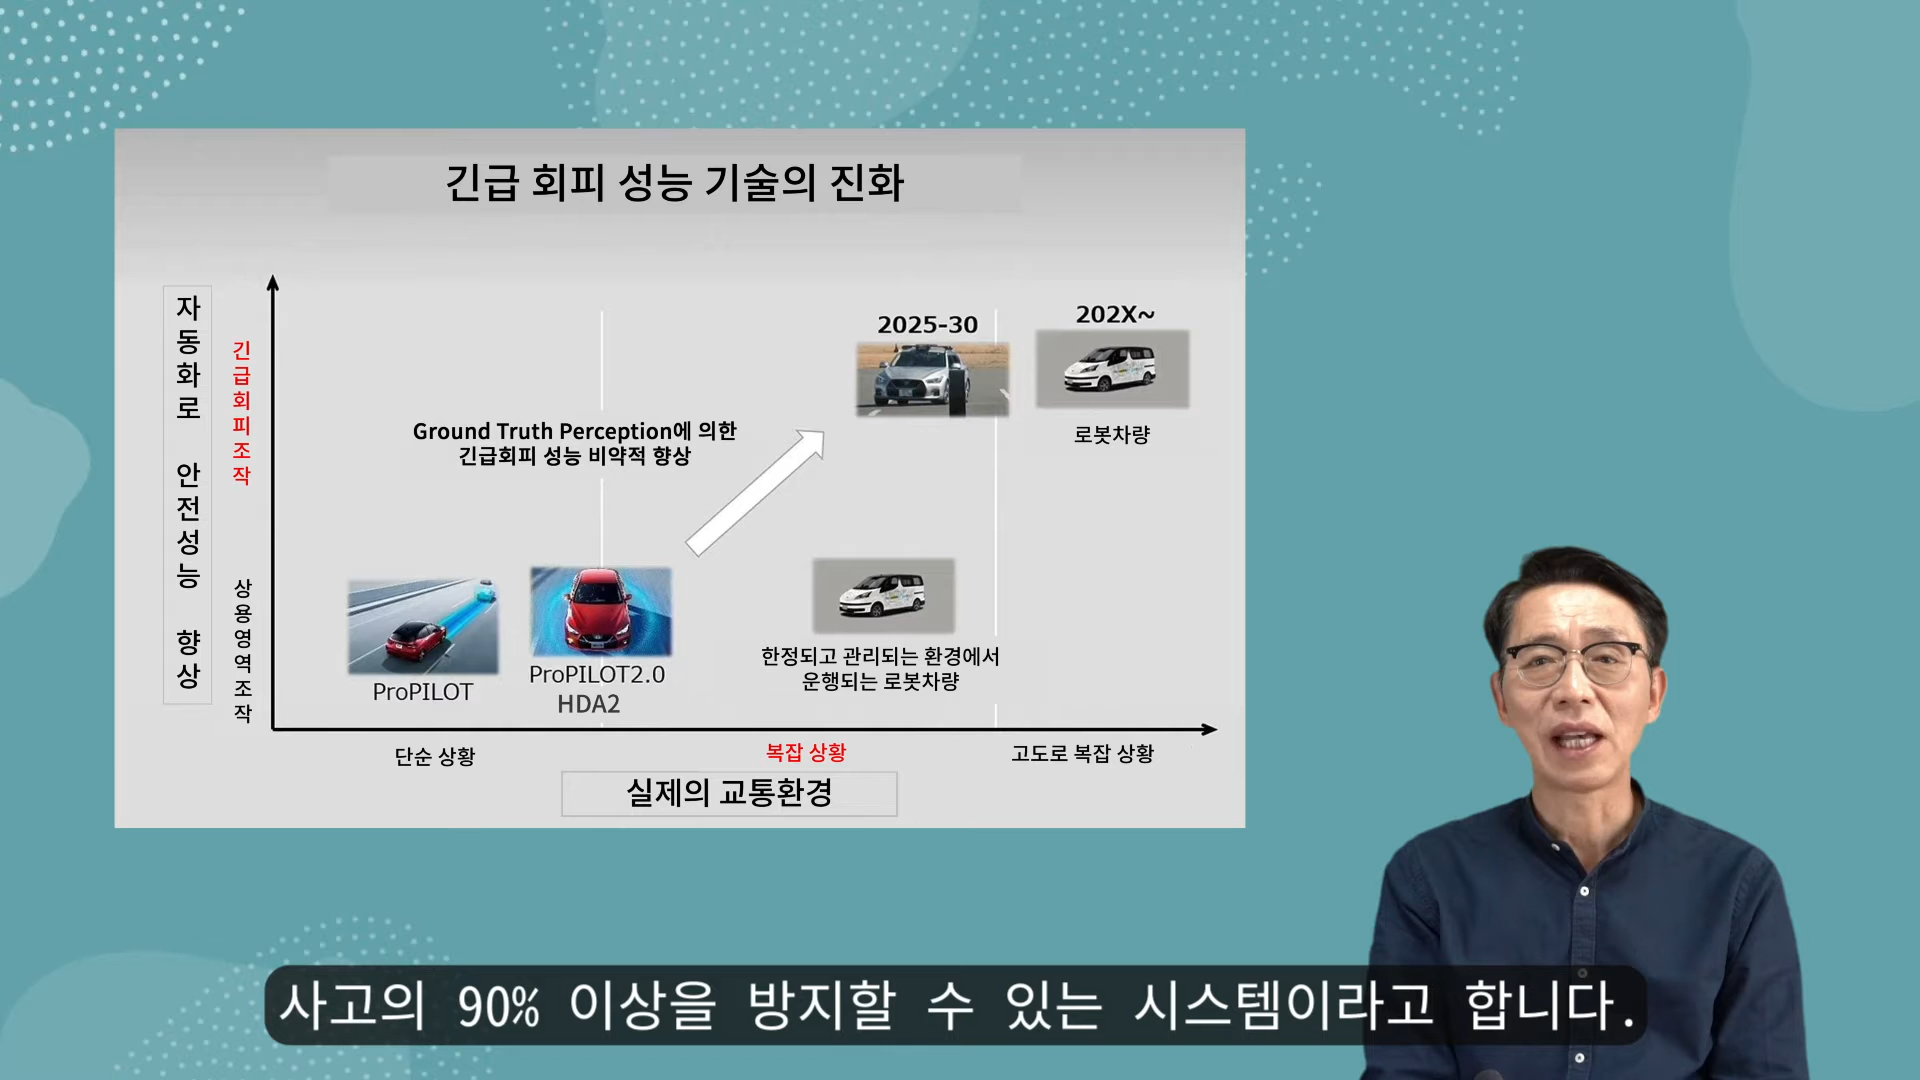 긴급 회피 성능 기술의 진화
자동화로 안전성능 향상
긴급회피조작
상용영역조작
2025-30
202X~
로봇차량
Ground Truth Perception에 의한
긴급회피 성능 비약적 향상
ProPILOT
ProPILOT2.0
HDA2
한정되고 관리되는 환경에서
운행되는 로봇차량
단순 상황
복잡 상황
고도로 복잡 상황
실제의 교통환경
사고의 90% 이상을 방지할 수 있는 시스템이라고 합니다.